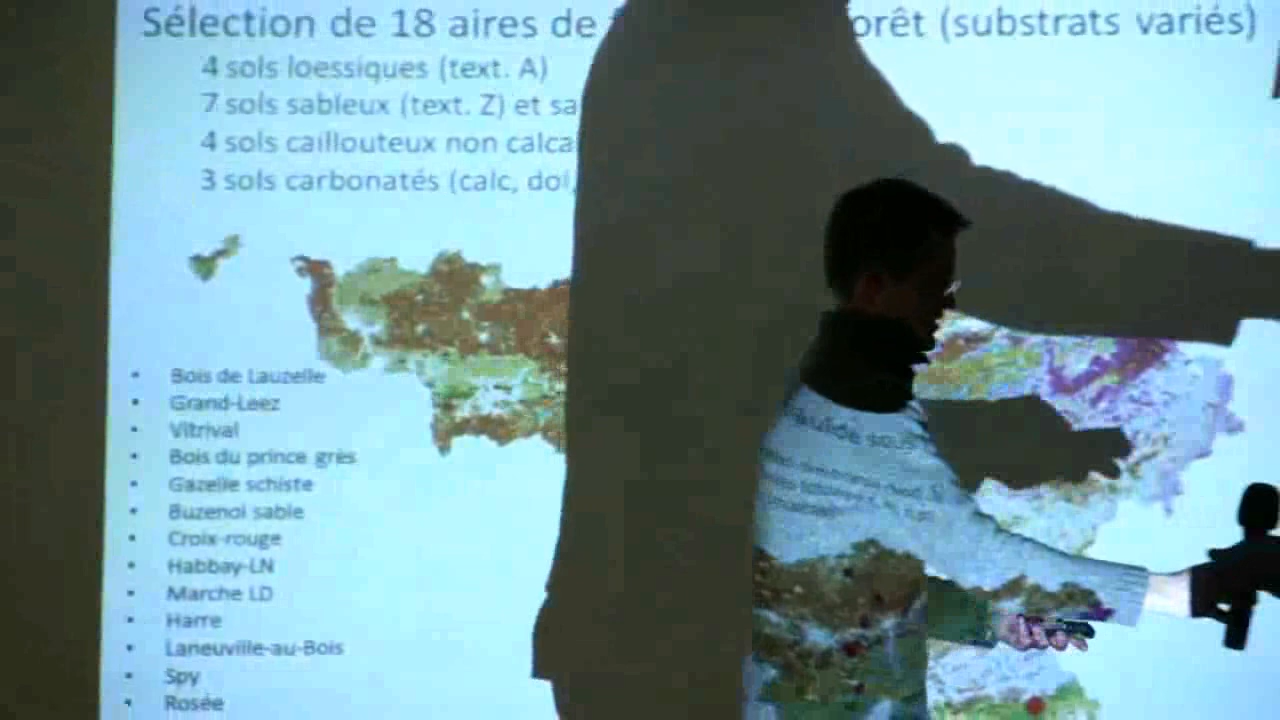 Sélection de 18 aires de orêt (substrats variés)
4 sols loessiques (text. A)
7 sols sableux (text. Z) et sa
4 sols caillouteux non calca
3 sols carbonatés (calc, dol,
• Bois de Lauzelle
• Grand-Leez
• Vitrival
• Bois du prince grès
• Gazelle schiste
• Buzenol sable
• Croix-rouge
• Habbay-LN
• Marche LD
• Harre
• Laneuville-au-Bois
• Spy
• Rosée